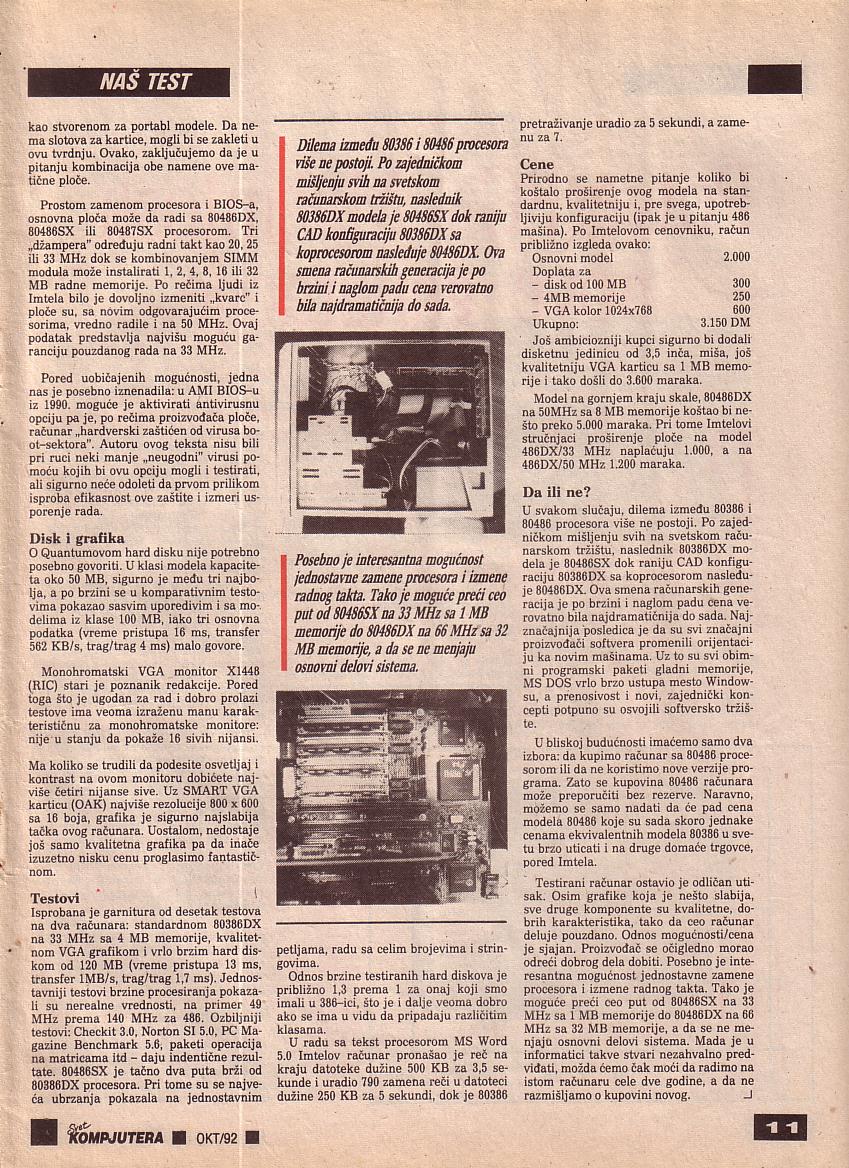 NAŠ TEST
kao stvorenom za portabl modele. Da ne-
ma slotova za kartice, mogli bi se zakleti u
ovu tvrdnju. Ovako, zaključujemo da je u
pitanju kombinacija obe namene ove ma-
tične ploče.
Prostom zamenom procesora i BIOS-a,
osnovna ploča može da radi sa 80486DX,
80486SX ili 80487SX procesorom. Tri
„džampera" određuju radni takt kao 20, 25
ili 33 MHz dok se kombinovanjem SIMM
modula može instalirati 1, 2, 4, 8, 16 ili 32
MB radne memorije. Po rečima ljudi iz
Imtela bilo je dovoljno izmeniti „kvarc" i
ploče su, sa novim odgovarajućim proce-
sorima, vredno radile i na 50 MHz. Ovaj
podatak predstavlja najvišu moguću ga-
ranciju pouzdanog rada na 33 MHz.
Pored uobičajenih mogućnosti, jedna
nas je posebno iznenadila: u AMI BIOS-u
iz 1990. moguće je aktivirati antivirusnu
opciju pa je, po rečima proizvođača ploče,
računar „hardverski zaštićen od virusa bo-
ot-sektora". Autoru ovog teksta nisu bili
pri ruci neki manje „neugodni" virusi po-
moću kojih bi ovu opciju mogli i testirati,
ali sigurno neće odoleti da prvom prilikom
isproba efikasnost ove zaštite i izmeri us-
porenje rada.
Disk i grafika
O Quantumovom hard disku nije potrebno
posebno govoriti. U klasi modela kapacite-
ta oko 50 MB, sigurno je među tri najbo-
lja, a po brzini se u komparativnim testo-
vima pokazao sasvim uporedivim i sa mo-
delima iz klase 100 MB, iako tri osnovna
podatka (vreme pristupa 16 ms, transfer
562 KB/s, trag/trag 4 ms) malo govore.
Monohromatski VGA monitor X1448
(RIC) stari je poznanik redakcije. Pored
toga što je ugodan za rad i dobro prolazi
testove ima veoma izraženu manu karak-
terističnu za monohromatske monitore:
nije u stanju da pokaže 16 sivih nijansi.
Ma koliko se trudili da podesite osvetljaj i
kontrast na ovom monitoru dobićete naj-
više četiri nijanse sive. Uz SMART VGA
karticu (OAK) najviše rezolucije 800 x 600
sa 16 boja, grafika je sigurno najslabija
tačka ovog računara. Uostalom, nedostaje
još samo kvalitetna grafika pa da inače
izuzetno nisku cenu proglasimo fantastič-
nom.
Testovi
Isprobana je garnitura od desetak testova
na dva računara: standardnom 80386DX
na 33 MHz sa 4 MB memorije, kvalitet-
nom VGA grafikom i vrlo brzim hard dis-
kom od 120 MB (vreme pristupa 13 ms,
transfer 1MB/s, trag/trag 1,7 ms). Jednos-
tavniji testovi brzine procesiranja pokaza-
li su nerealne vrednosti, na primer 49
MHz prema 140 MHz za 486. Ozbiljniji
testovi: Checkit 3.0, Norton SI 5.0, PC Ma-
gazine Benchmark 5.6, paketi operacija
na matricama itd – daju indentične rezul-
tate. 80486SX je tačno dva puta brži od
80386DX procesora. Pri tome su se najve-
ća ubrzanja pokazala na jednostavnim
Dilema između 80386 i 80486 procesora
više ne postoji. Po zajedničkom
mišljenju svih na svetskom
računarskom tržištu, naslednik
80386DX modela je 80486SX dok raniju
CAD konfiguraciju 80386DX sa
koprocesorom nasleđuje 80486DX. Ova
smena računarskih generacija je po
brzini i naglom padu cena verovatno
bila najdramatičnija do sada.
Posebno je interesantna mogućnost
jednostavne zamene procesora i izmene
radnog takta. Tako je moguće preći ceo
put od 80486SX na 33 MHz sa 1 MB
memorije do 80486DX na 66 MHz sa 32
MB memorije, a da se ne menjaju
osnovni delovi sistema.
petljama, radu sa celim brojevima i strin-
govima.
Odnos brzine testiranih hard diskova je
približno 1,3 prema 1 za onaj koji smo
imali u 386-ici, što je i dalje veoma dobro
ako se ima u vidu da pripadaju različitim
klasama.
U radu sa tekst procesorom MS Word
5.0 Imtelov računar pronašao je reč na
kraju datoteke dužine 500 KB za 3,5 se-
kunde i uradio 790 zamena reči u datoteci
dužine 250 KB za 5 sekundi, dok je 80386
pretraživanje uradio za 5 sekundi, a zame-
nu za 7.
Cene
Prirodno se nametne pitanje koliko bi
koštalo proširenje ovog modela na stan-
dardnu, kvalitetniju i, pre svega, upotreb-
ljiviju konfiguraciju (ipak je u pitanju 486
mašina). Po Imtelovom cenovniku, račun
približno izgleda ovako:
Osnovni model 2.000
Doplata za
– disk od 100 MB 300
– 4MB memorije 250
– VGA kolor 1024x768 600
Ukupno: 3.150 DM
Još ambiciozniji kupci sigurno bi dodali
disketnu jedinicu od 3,5 inča, miša, još
kvalitetniju VGA karticu sa 1 MB memo-
rije i tako došli do 3.600 maraka.
Model na gornjem kraju skale, 80486DX
na 50MHz sa 8 MB memorije koštao bi ne-
što preko 5.000 maraka. Pri tome Imtelovi
stručnjaci proširenje ploče na model
486DX/33 MHz naplaćuju 1.000, a na
486DX/50 MHz 1.200 maraka.
Da ili ne?
U svakom slučaju, dilema između 80386 i
80486 procesora više ne postoji. Po zajed-
ničkom mišljenju svih na svetskom raču-
narskom tržištu, naslednik 80386DX mo-
dela je 80486SX dok raniju CAD konfigu-
raciju 80386DX sa koprocesorom nasleđu-
je 80486DX. Ova smena računarskih gene-
racija je po brzini i naglom padu cena ve-
rovatno bila najdramatičnija do sada. Naj-
značajnija posledica je da su svi značajni
proizvođači softvera promenili orijentaci-
ju ka novim mašinama. Uz to su svi obim-
ni programski paketi gladni memorije,
MS DOS vrlo brzo ustupa mesto Window-
su, a prenosivost i novi, zajednički kon-
cepti potpuno su osvojili softversko tržiš-
te.
U bliskoj budućnosti imaćemo samo dva
izbora: da kupimo računar sa 80486 proce-
sorom ili da ne koristimo nove verzije pro-
grama. Zato se kupovina 80486 računara
može preporučiti bez rezerve. Naravno,
možemo se samo nadati da će pad cena
modela 80486 koje su sada skoro jednake
cenama ekvivalentnih modela 80386 u sve-
tu brzo uticati i na druge domaće trgovce,
pored Imtela.
Testirani računar ostavio je odličan uti-
sak. Osim grafike koja je nešto slabija,
sve druge komponente su kvalitetne, do-
brih karakteristika, tako da ceo računar
deluje pouzdano. Odnos mogućnosti/cena
je sjajan. Proizvođač se očigledno morao
odreći dobrog dela dobiti. Posebno je inte-
resantna mogućnost jednostavne zamene
procesora i izmene radnog takta. Tako je
moguće preći ceo put od 80486SX na 33
MHz sa 1 MB memorije do 80486DX na 66
MHz sa 32 MB memorije, a da se ne me-
njaju osnovni delovi sistema. Mada je u
informatici takve stvari nezahvalno pred-
viđati, možda ćemo čak moći da radimo na
istom računaru cele dve godine, a da ne
razmišljamo o kupovini novog.
Svet
KOMPJUTERA OKT/92
11